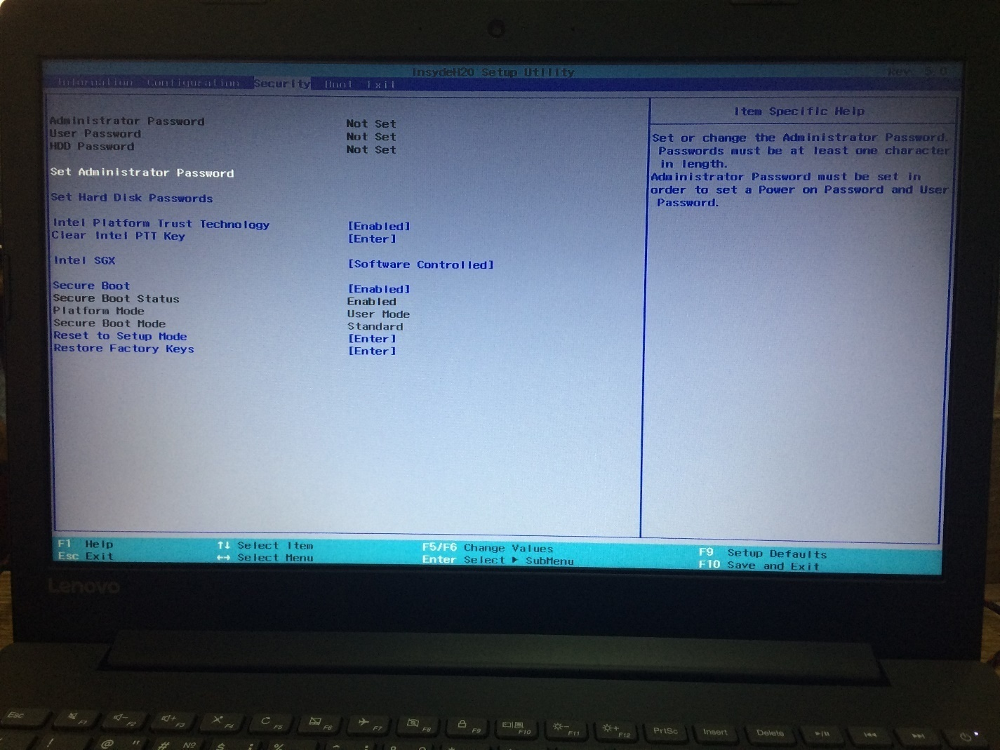 InsydeH20 Setup Utility Rev. 5.0
Information Configuration Security Boot Exit
Item Specific Help
Administrator Password Not Set
User Password Not Set
HDD Password Not Set
Set Administrator Password
Set Hard Disk Passwords
Intel Platform Trust Technology [Enabled]
Clear Intel PTT Key [Enter]
Intel SGX [Software Controlled]
Secure Boot [Enabled]
Secure Boot Status Enabled
Platform Mode User Mode
Secure Boot Mode Standard
Reset to Setup Mode [Enter]
Restore Factory Keys [Enter]
Set or change the Administrator Password.
Passwords must be at least one character
in length.
Administrator Password must be set in
order to set a Power on Password and User
Password.
F1 Help ↑↓ Select Item F5/F6 Change Values F9 Setup Defaults
Esc Exit ↔ Select Menu Enter Select ▶ SubMenu F10 Save and Exit
Lenovo
Esc F1 F2 F3 F4 F5 F6 F7 F8 F9 F10 F11 F12 PrtSc Insert Delete
! @ " # № $ %